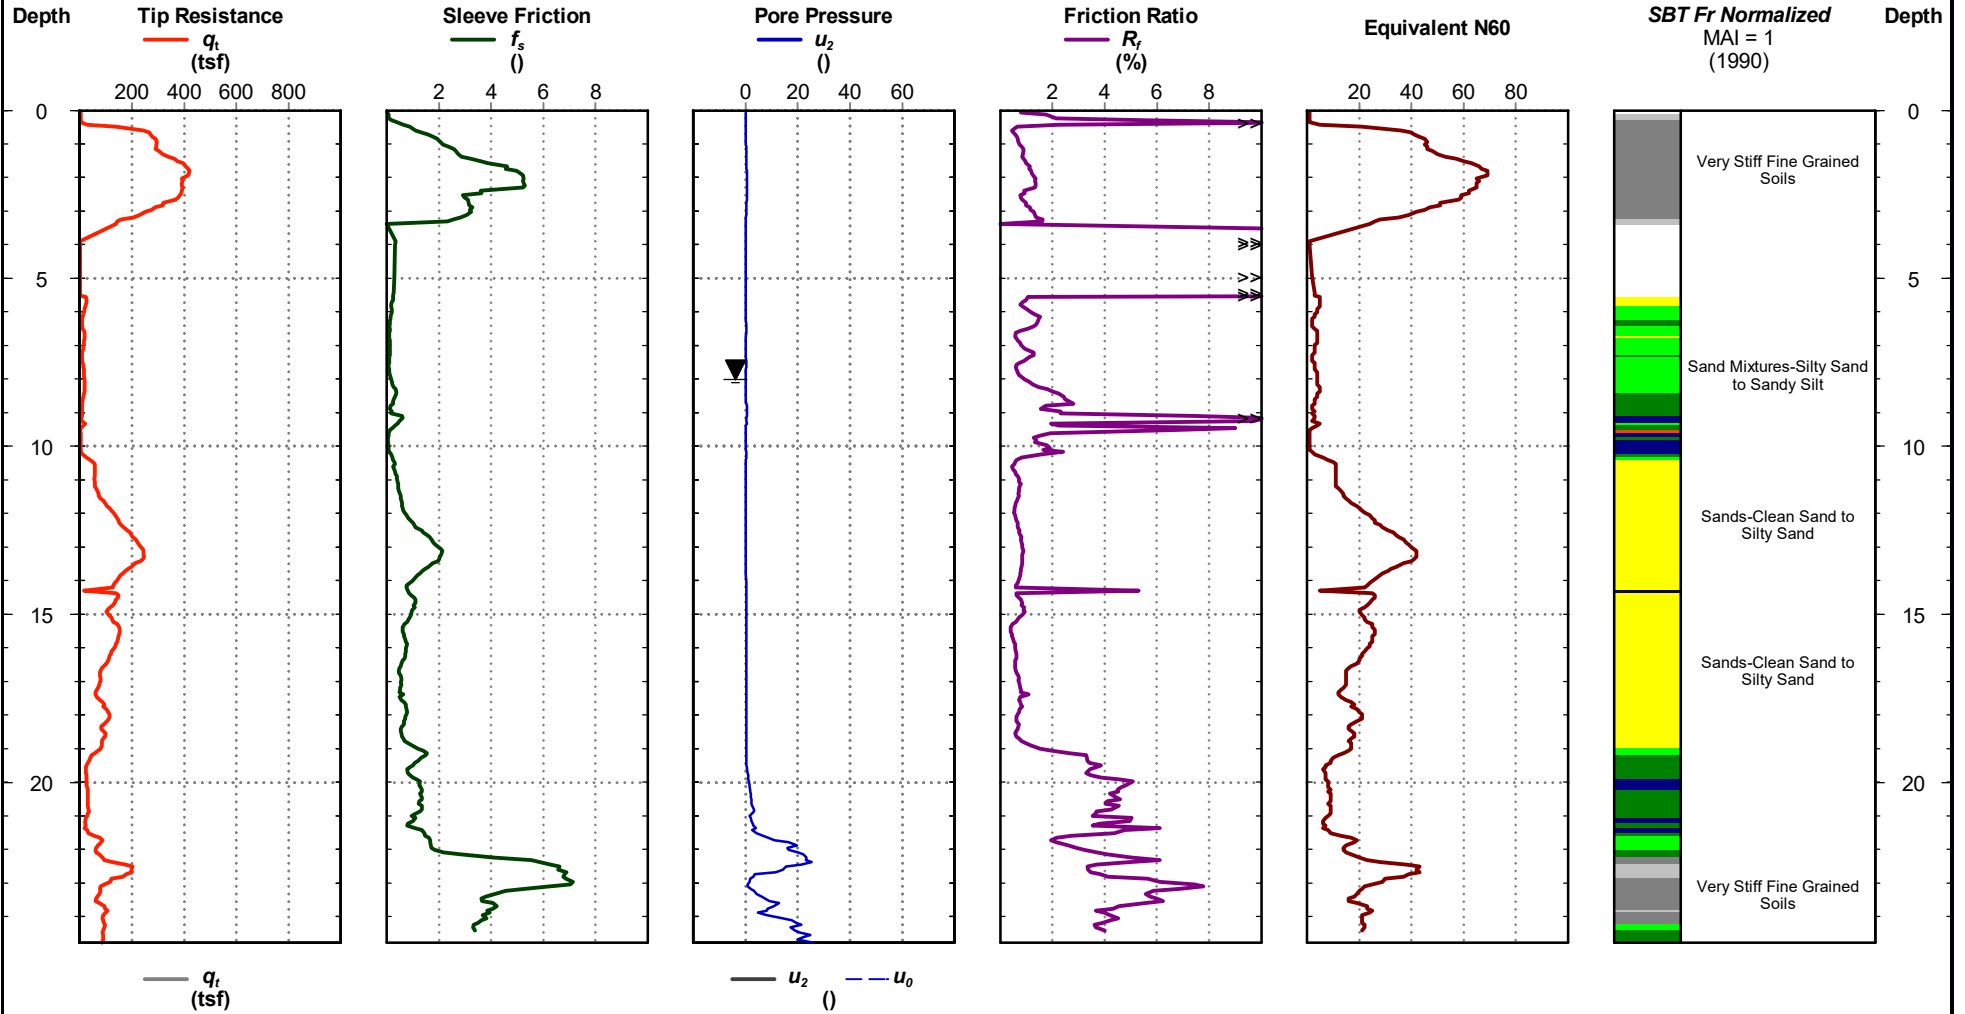 Depth
Tip Resistance
qt
(tsf)
Sleeve Friction
fs
()
Pore Pressure
u2
()
Friction Ratio
Rf
(%)
Equivalent N60
SBT Fr Normalized
MAI = 1
(1990)
Depth
200 400 600 800
2 4 6 8
0 20 40 60
2 4 6 8
20 40 60 80
0
5
10
15
20
>>
>>
>>
>>
>>
Very Stiff Fine Grained
Soils
Sand Mixtures-Silty Sand
to Sandy Silt
Sands-Clean Sand to
Silty Sand
Sands-Clean Sand to
Silty Sand
Very Stiff Fine Grained
Soils
0
5
10
15
20
qt
(tsf)
u2 u0
()